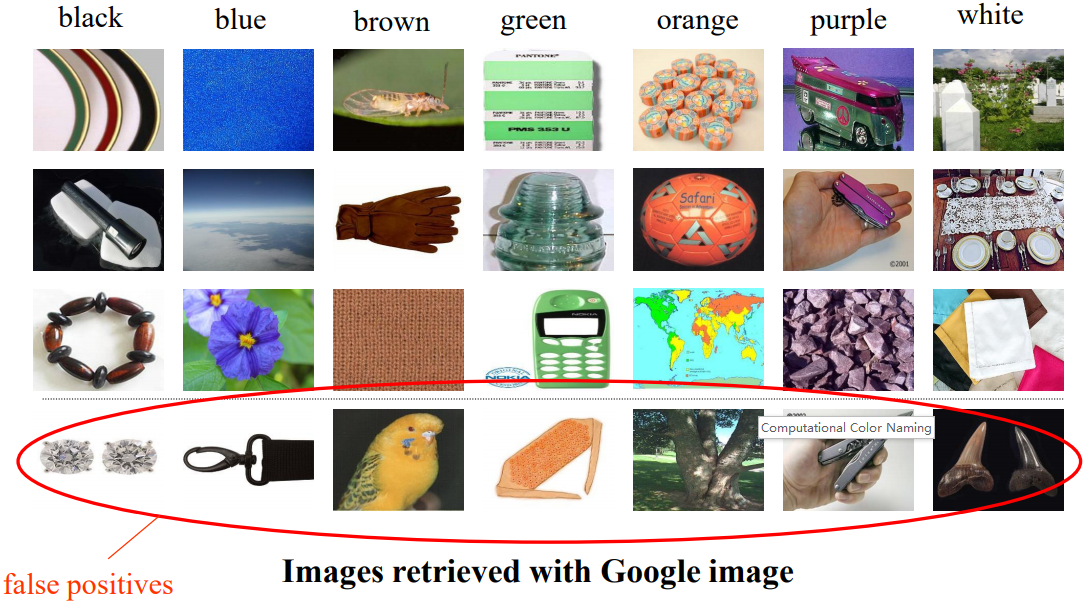 black blue brown green orange purple white
PANTONE
PMS 353 U
Safari
©2001
NOKIA
NOKIA
Computational Color Naming
false positives
Images retrieved with Google image